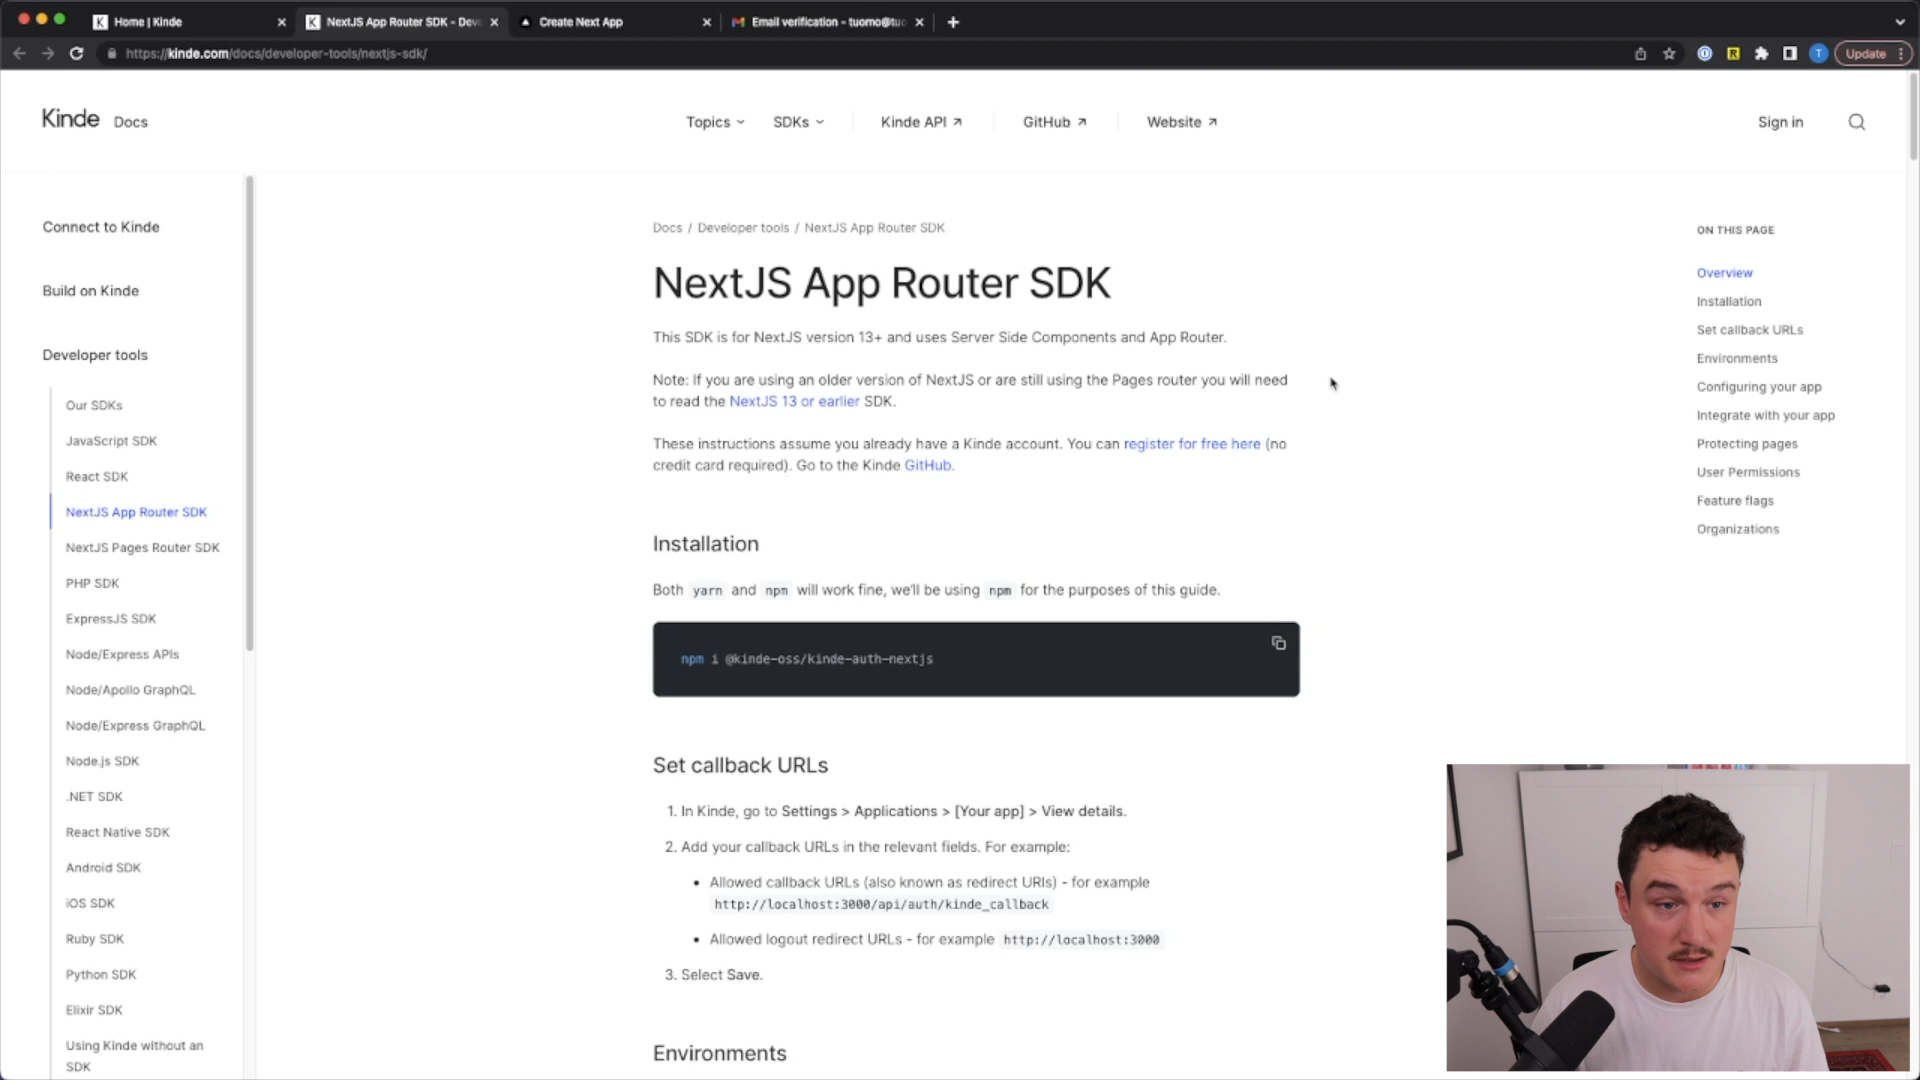 Home | Kinde
NextJS App Router SDK - Dev
Create Next App
Email verification - tuomo@tuo
https://kinde.com/docs/developer-tools/nextjs-sdk/
T
Update
Kinde Docs
Topics
SDKs
Kinde API
GitHub
Website
Sign in
Connect to Kinde
Build on Kinde
Developer tools
Our SDKs
JavaScript SDK
React SDK
NextJS App Router SDK
NextJS Pages Router SDK
PHP SDK
ExpressJS SDK
Node/Express APIs
Node/Apollo GraphQL
Node/Express GraphQL
Node.js SDK
.NET SDK
React Native SDK
Android SDK
iOS SDK
Ruby SDK
Python SDK
Elixir SDK
Using Kinde without an
SDK
Docs / Developer tools / NextJS App Router SDK
NextJS App Router SDK
This SDK is for NextJS version 13+ and uses Server Side Components and App Router.
Note: If you are using an older version of NextJS or are still using the Pages router you will need
to read the NextJS 13 or earlier SDK.
These instructions assume you already have a Kinde account. You can register for free here (no
credit card required). Go to the Kinde GitHub.
Installation
Both yarn and npm will work fine, we'll be using npm for the purposes of this guide.
npm i @kinde-oss/kinde-auth-nextjs
Set callback URLs
1. In Kinde, go to Settings > Applications > [Your app] > View details.
2. Add your callback URLs in the relevant fields. For example:
• Allowed callback URLs (also known as redirect URIs) - for example
http://localhost:3000/api/auth/kinde_callback
• Allowed logout redirect URLs - for example http://localhost:3000
3. Select Save.
Environments
ON THIS PAGE
Overview
Installation
Set callback URLs
Environments
Configuring your app
Integrate with your app
Protecting pages
User Permissions
Feature flags
Organizations